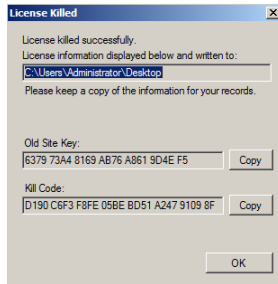 License Killed
License killed successfully.
License information displayed below and written to:
C:\Users\Administrator\Desktop
Please keep a copy of the information for your records.
Old Site Key:
6379 73A4 8169 AB76 A861 9D4E F5
Copy
Kill Code:
D190 C6F3 F8FE 05BE BD51 A247 9109 8F
Copy
OK